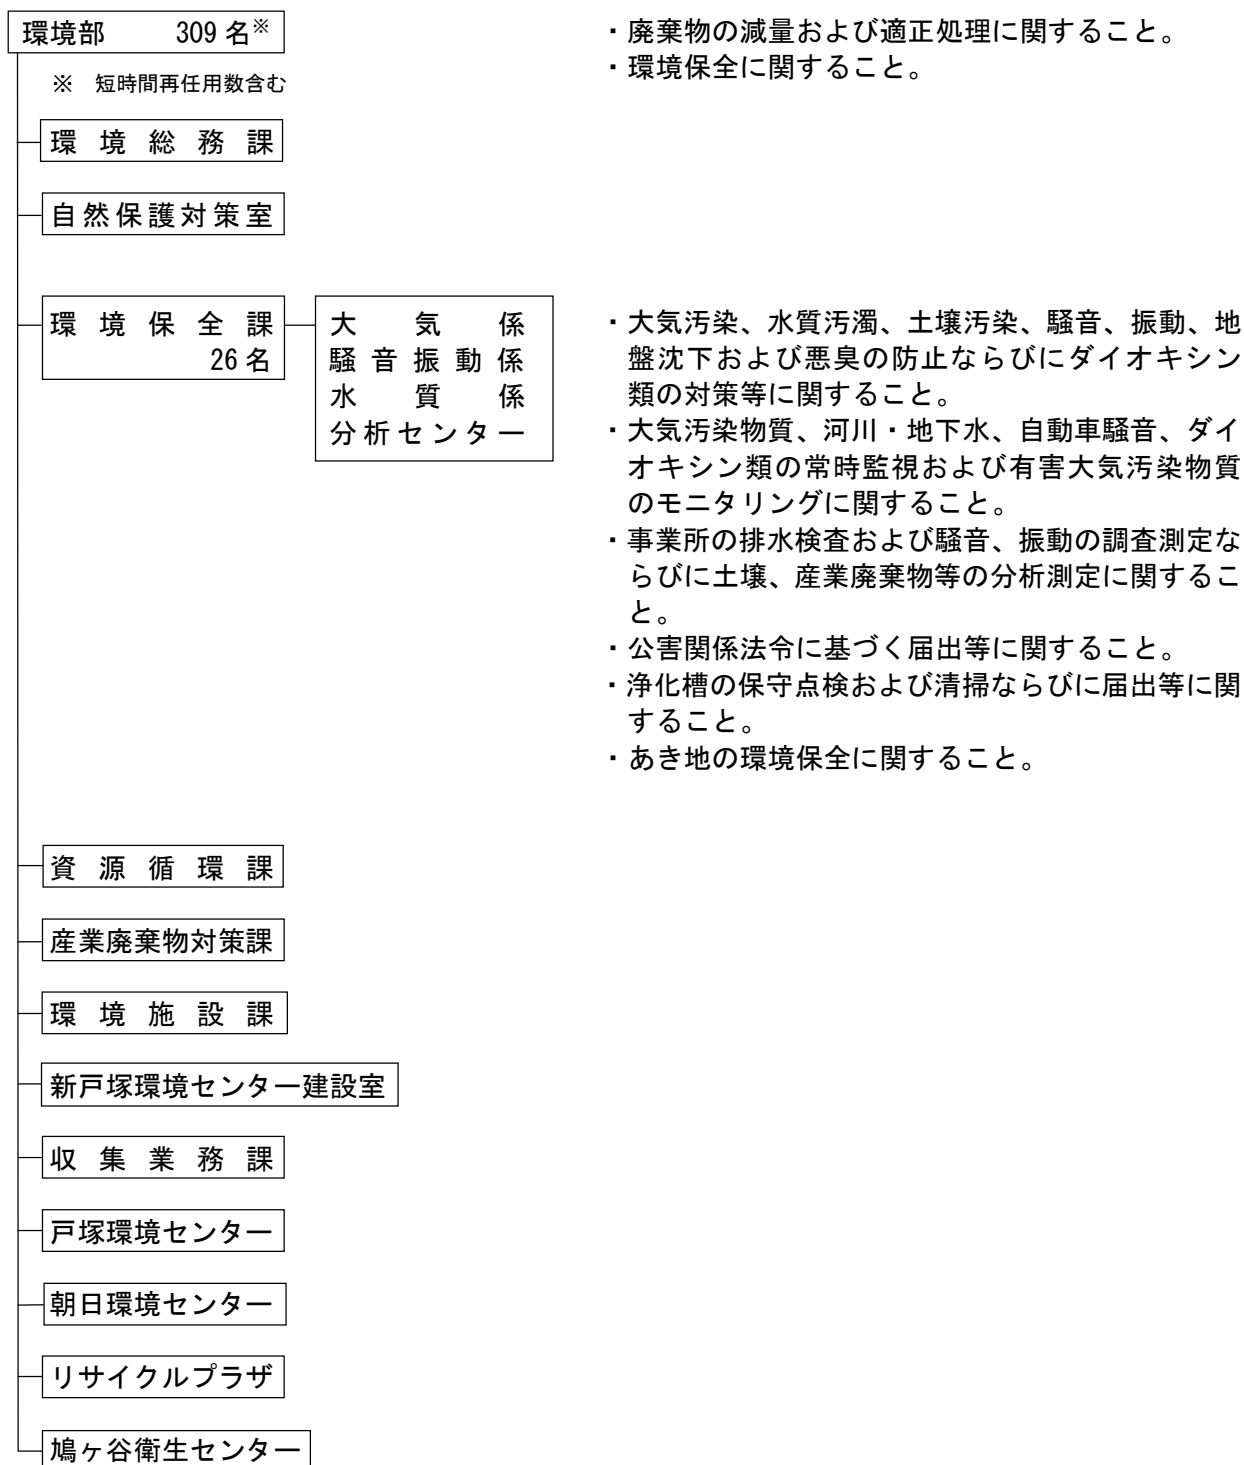 環境部 309名※
・廃棄物の減量および適正処理に関すること。
・環境保全に関すること。
※ 短時間再任用数含む
環境総務課
自然保護対策室
環境保全課
26名
大気係
騒音振動係
水質係
分析センター
・大気汚染、水質汚濁、土壌汚染、騒音、振動、地
盤沈下および悪臭の防止ならびにダイオキシン
類の対策等に関すること。
・大気汚染物質、河川・地下水、自動車騒音、ダイ
オキシン類の常時監視および有害大気汚染物質
のモニタリングに関すること。
・事業所の排水検査および騒音、振動の調査測定な
らびに土壌、産業廃棄物等の分析測定に関するこ
と。
・公害関係法令に基づく届出等に関すること。
・浄化槽の保守点検および清掃ならびに届出等に関
すること。
・あき地の環境保全に関すること。
資源循環課
産業廃棄物対策課
環境施設課
新戸塚環境センター建設室
収集業務課
戸塚環境センター
朝日環境センター
リサイクルプラザ
鳩ヶ谷衛生センター